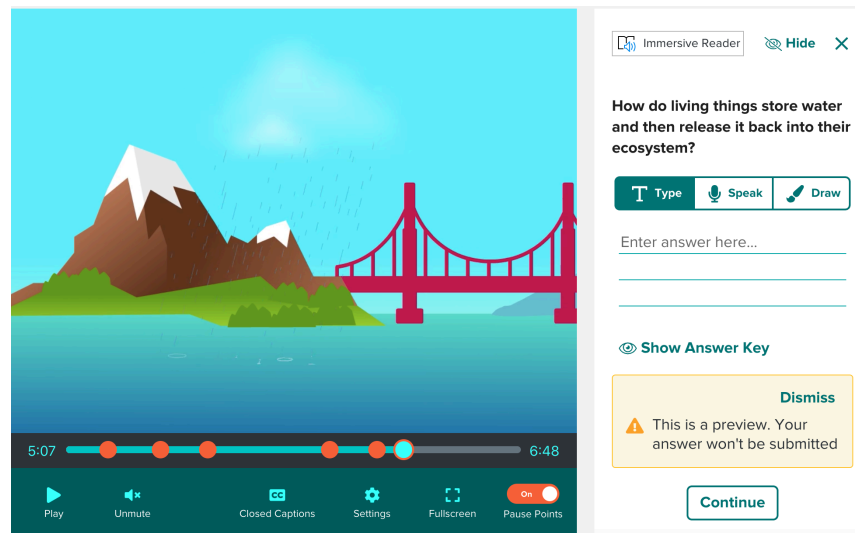 Immersive Reader
Hide
How do living things store water
and then release it back into their
ecosystem?
Type
Speak
Draw
Enter answer here...
Show Answer Key
Dismiss
This is a preview. Your
answer won't be submitted
Continue
5:07
6:48
Play
Unmute
CC
Closed Captions
Settings
Fullscreen
On
Pause Points